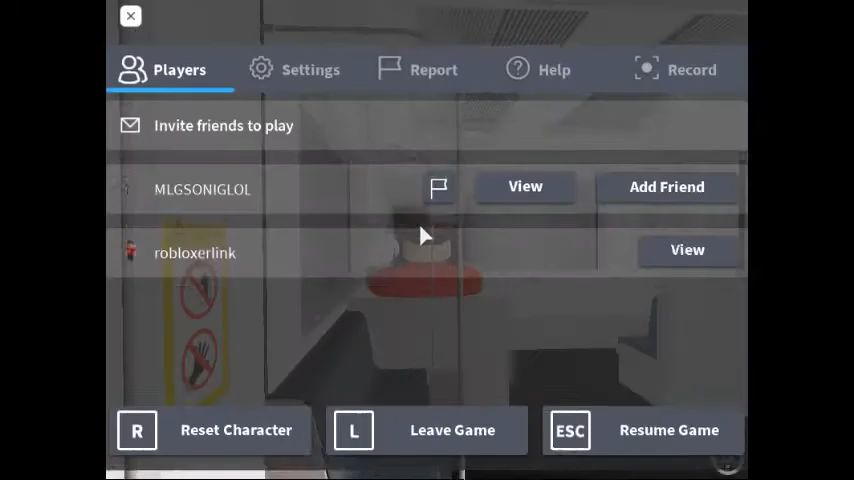 Players Settings Report Help Record
Invite friends to play
MLGSONIGLOL View Add Friend
robloxerlink View
R Reset Character L Leave Game ESC Resume Game